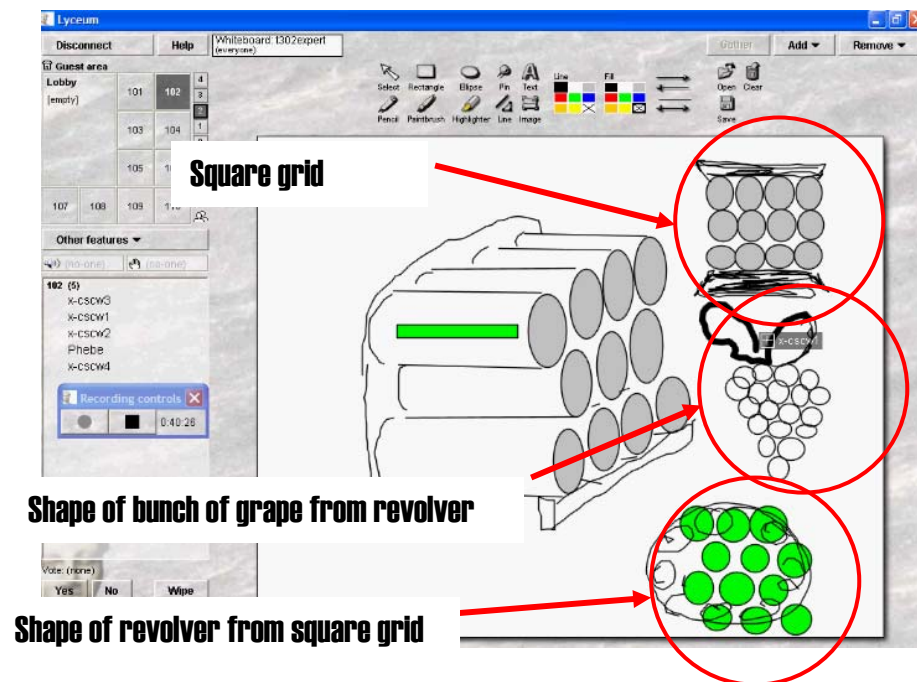 Lyceum
Disconnect
Help
Whiteboard: t302expert
(everyone)
Gother
Add
Remove
Guest area
Lobby
[empty]
101
102
4
3
103
104
1
105
107
108
109
Select Rectangle Ellipse Pin Text
Pencil Paintbrush Highlighter Line Image
Line
Fill
Open Clear
Save
Square grid
Other features
(no-one)
(no-one)
102 (5)
x-cscw3
x-cscw1
x-cscw2
Phebe
x-cscw4
x-cscw1
Recording controls
0:40:26
Shape of bunch of grape from revolver
Vote: (none)
Yes
No
Wipe
Shape of revolver from square grid